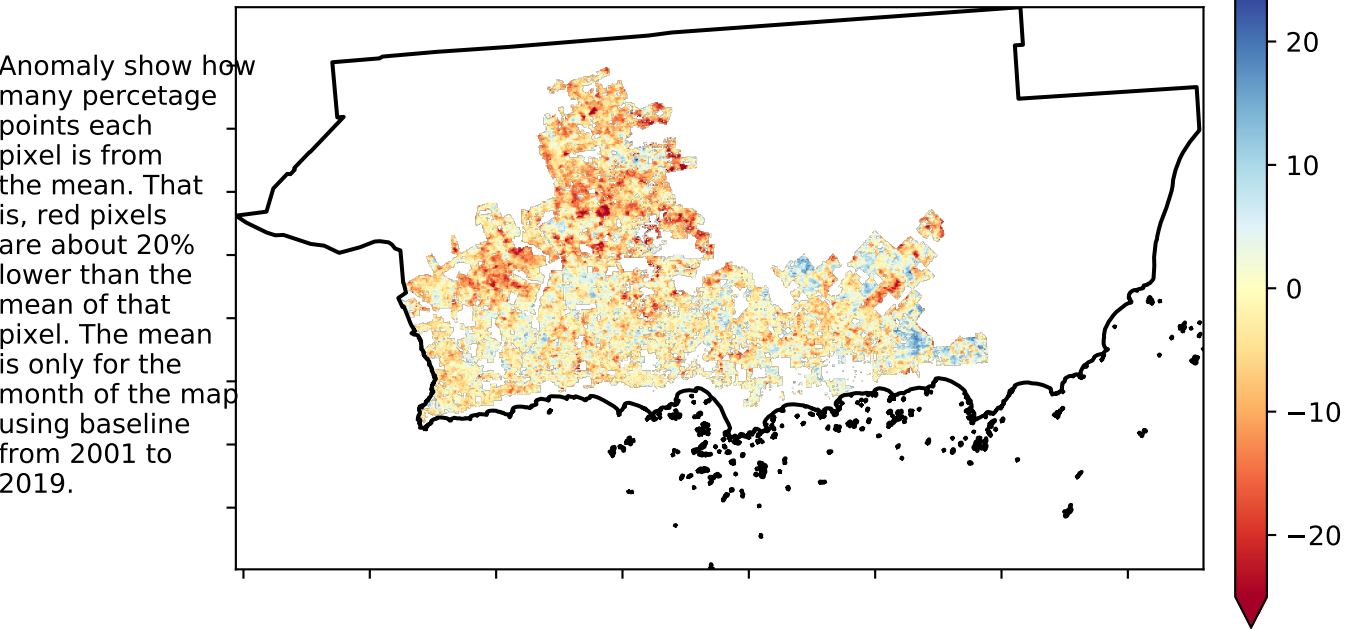 Anomaly show how
many percetage
points each
pixel is from
the mean. That
is, red pixels
are about 20%
lower than the
mean of that
pixel. The mean
is only for the
month of the map
using baseline
from 2001 to
2019.
20
10
0
−10
−20